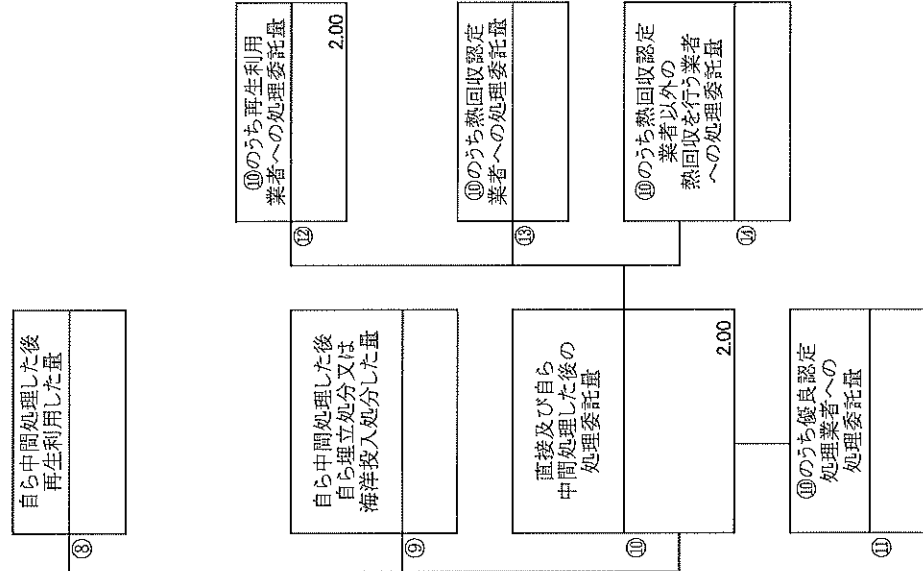 ⑧
自ら中間処理した後
再生利用した量
⑨
自ら中間処理した後
自ら埋立処分又は
海洋投入処分した量
⑩
直接及び自ら
中間処理した後の
処理委託量
2.00
⑪
⑩のうち優良認定
処理業者への
処理委託量
⑫
⑩のうち再生利用
業者への処理委託量
2.00
⑬
⑩のうち熱回収認定
業者への処理委託量
⑭
⑩のうち熱回収認定
業者以外の
熱回収を行う業者
への処理委託量